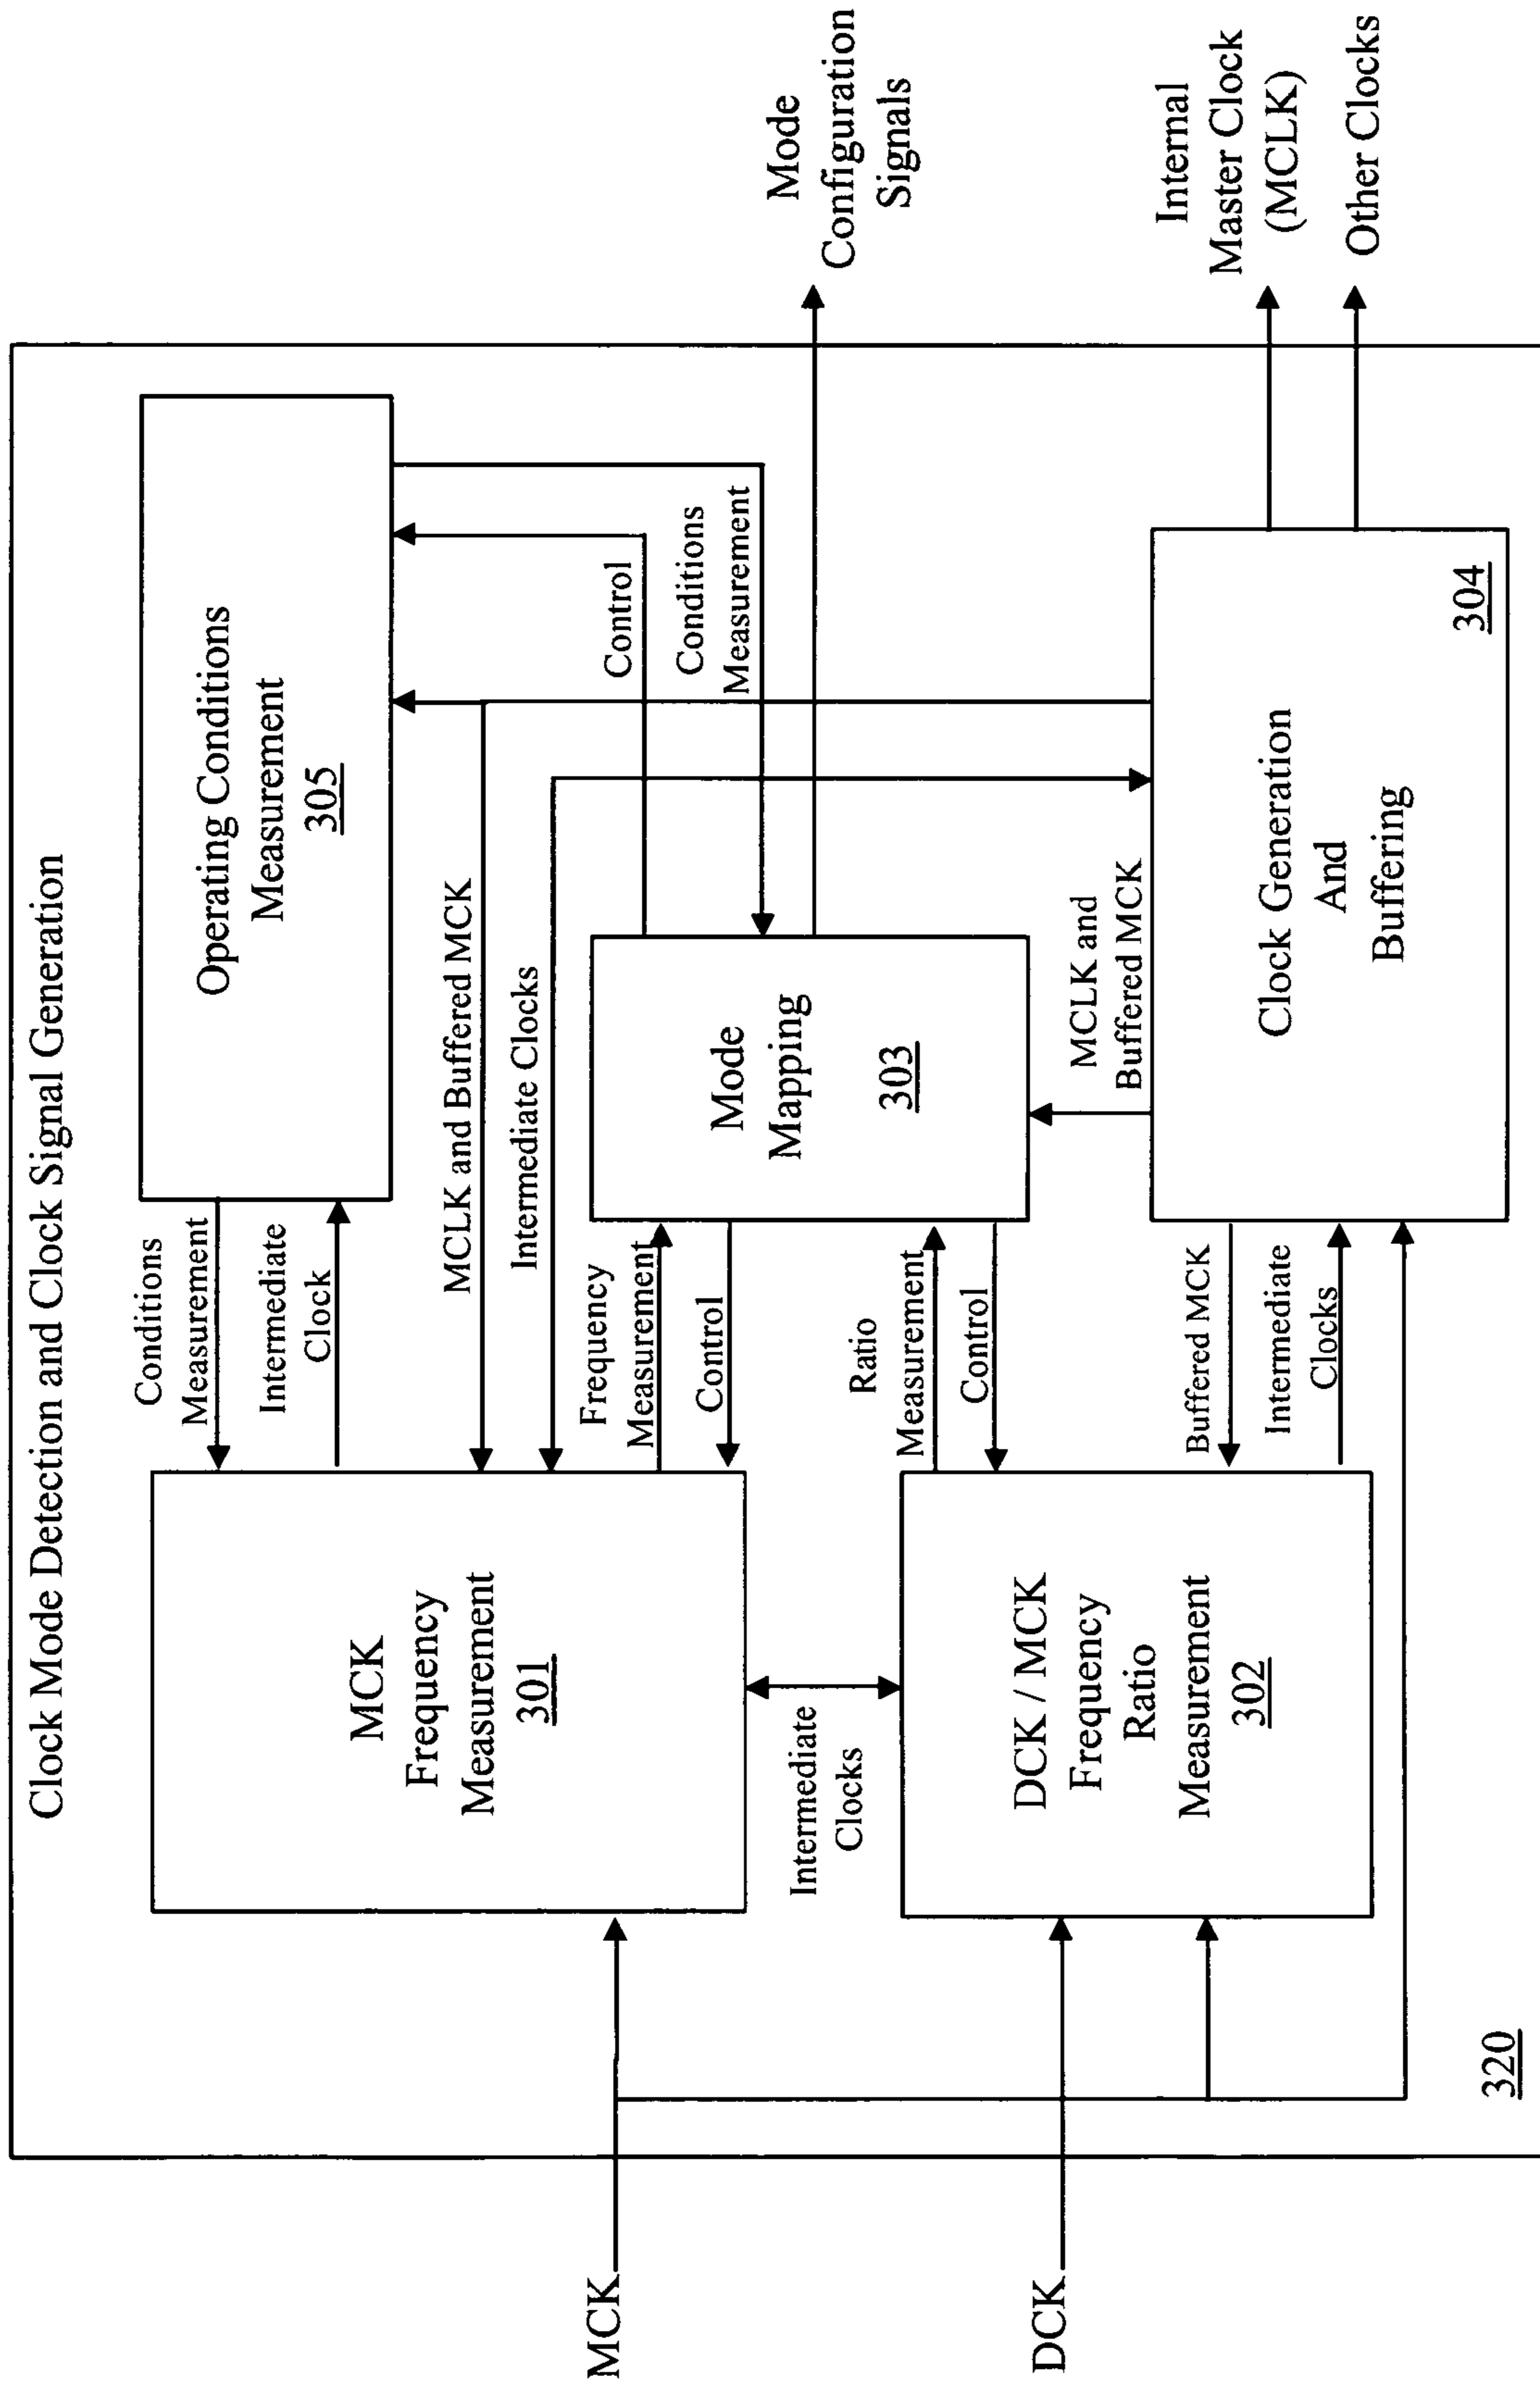 Clock Mode Detection and Clock Signal Generation
MCK
DCK
MCK
Frequency
Measurement
301
Intermediate
Clocks
DCK / MCK
Frequency
Ratio
Measurement
302
Conditions
Measurement
Intermediate
Clock
MCLK and Buffered MCK
Intermediate Clocks
Frequency
Measurement
Control
Ratio
Measurement
Control
Buffered MCK
Intermediate
Clocks
Operating Conditions
Measurement
305
Control
Conditions
Measurement
Mode
Mapping
303
MCLK and
Buffered MCK
Clock Generation
And
Buffering
304
Mode
Configuration
Signals
Internal
Master Clock
(MCLK)
Other Clocks
320